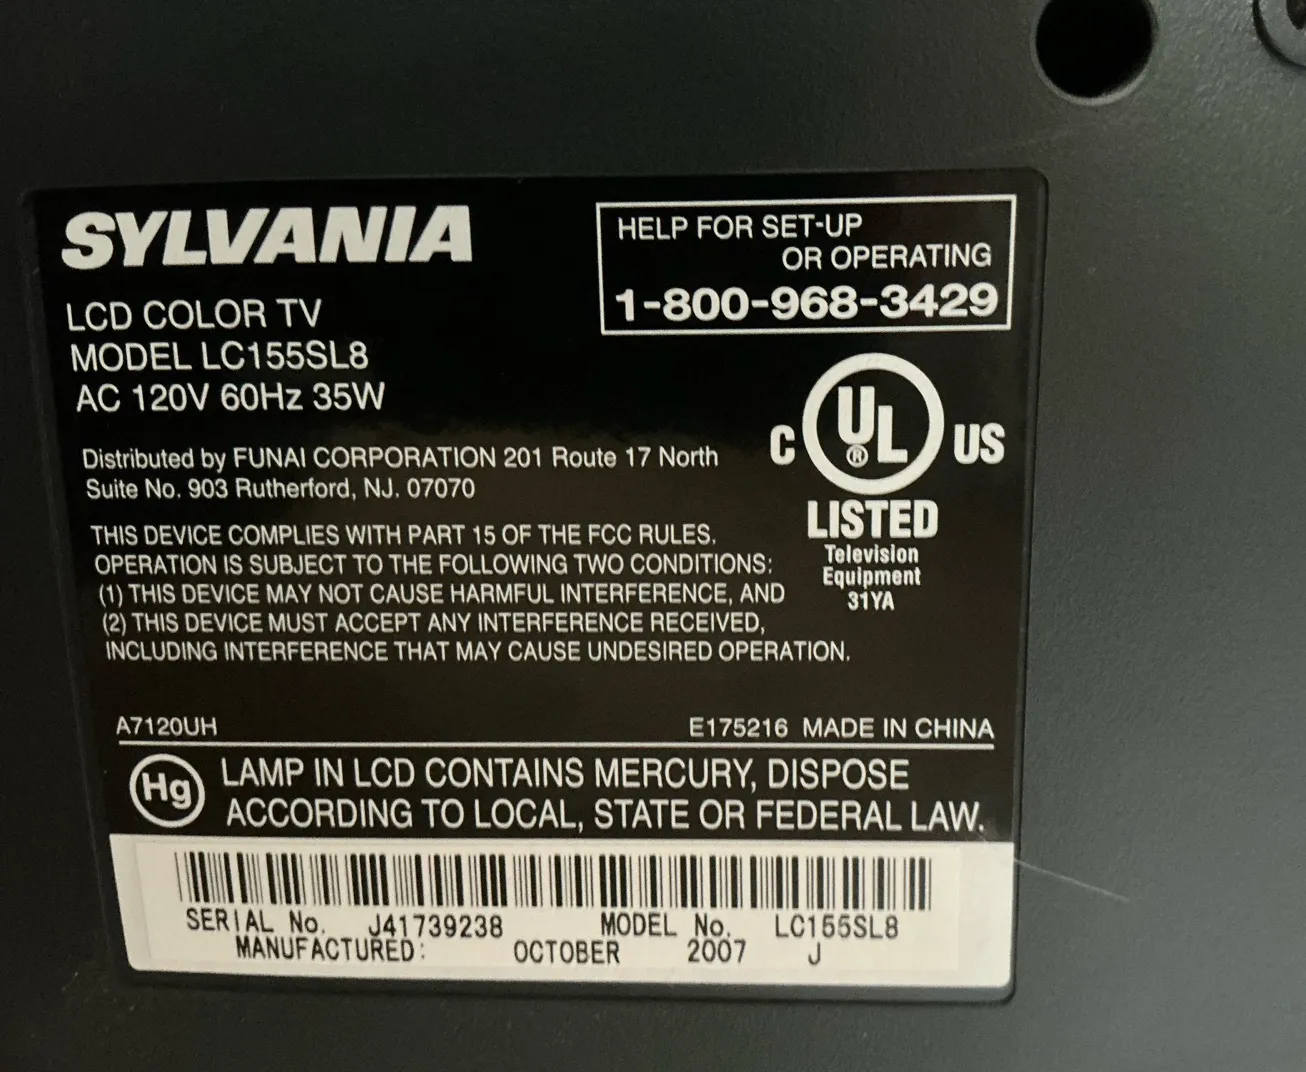 SYLVANIA
LCD COLOR TV
MODEL LC155SL8
AC 120V 60Hz 35W
HELP FOR SET-UP
OR OPERATING
1-800-968-3429
C UL ® US
LISTED
Television
Equipment
31YA
Distributed by FUNAI CORPORATION 201 Route 17 North
Suite No. 903 Rutherford, NJ. 07070
THIS DEVICE COMPLIES WITH PART 15 OF THE FCC RULES.
OPERATION IS SUBJECT TO THE FOLLOWING TWO CONDITIONS:
(1) THIS DEVICE MAY NOT CAUSE HARMFUL INTERFERENCE, AND
(2) THIS DEVICE MUST ACCEPT ANY INTERFERENCE RECEIVED,
INCLUDING INTERFERENCE THAT MAY CAUSE UNDESIRED OPERATION.
A7120UH E175216 MADE IN CHINA
Hg
LAMP IN LCD CONTAINS MERCURY, DISPOSE
ACCORDING TO LOCAL, STATE OR FEDERAL LAW.
SERIAL No. J41739238 MODEL No. LC155SL8
MANUFACTURED: OCTOBER 2007 J